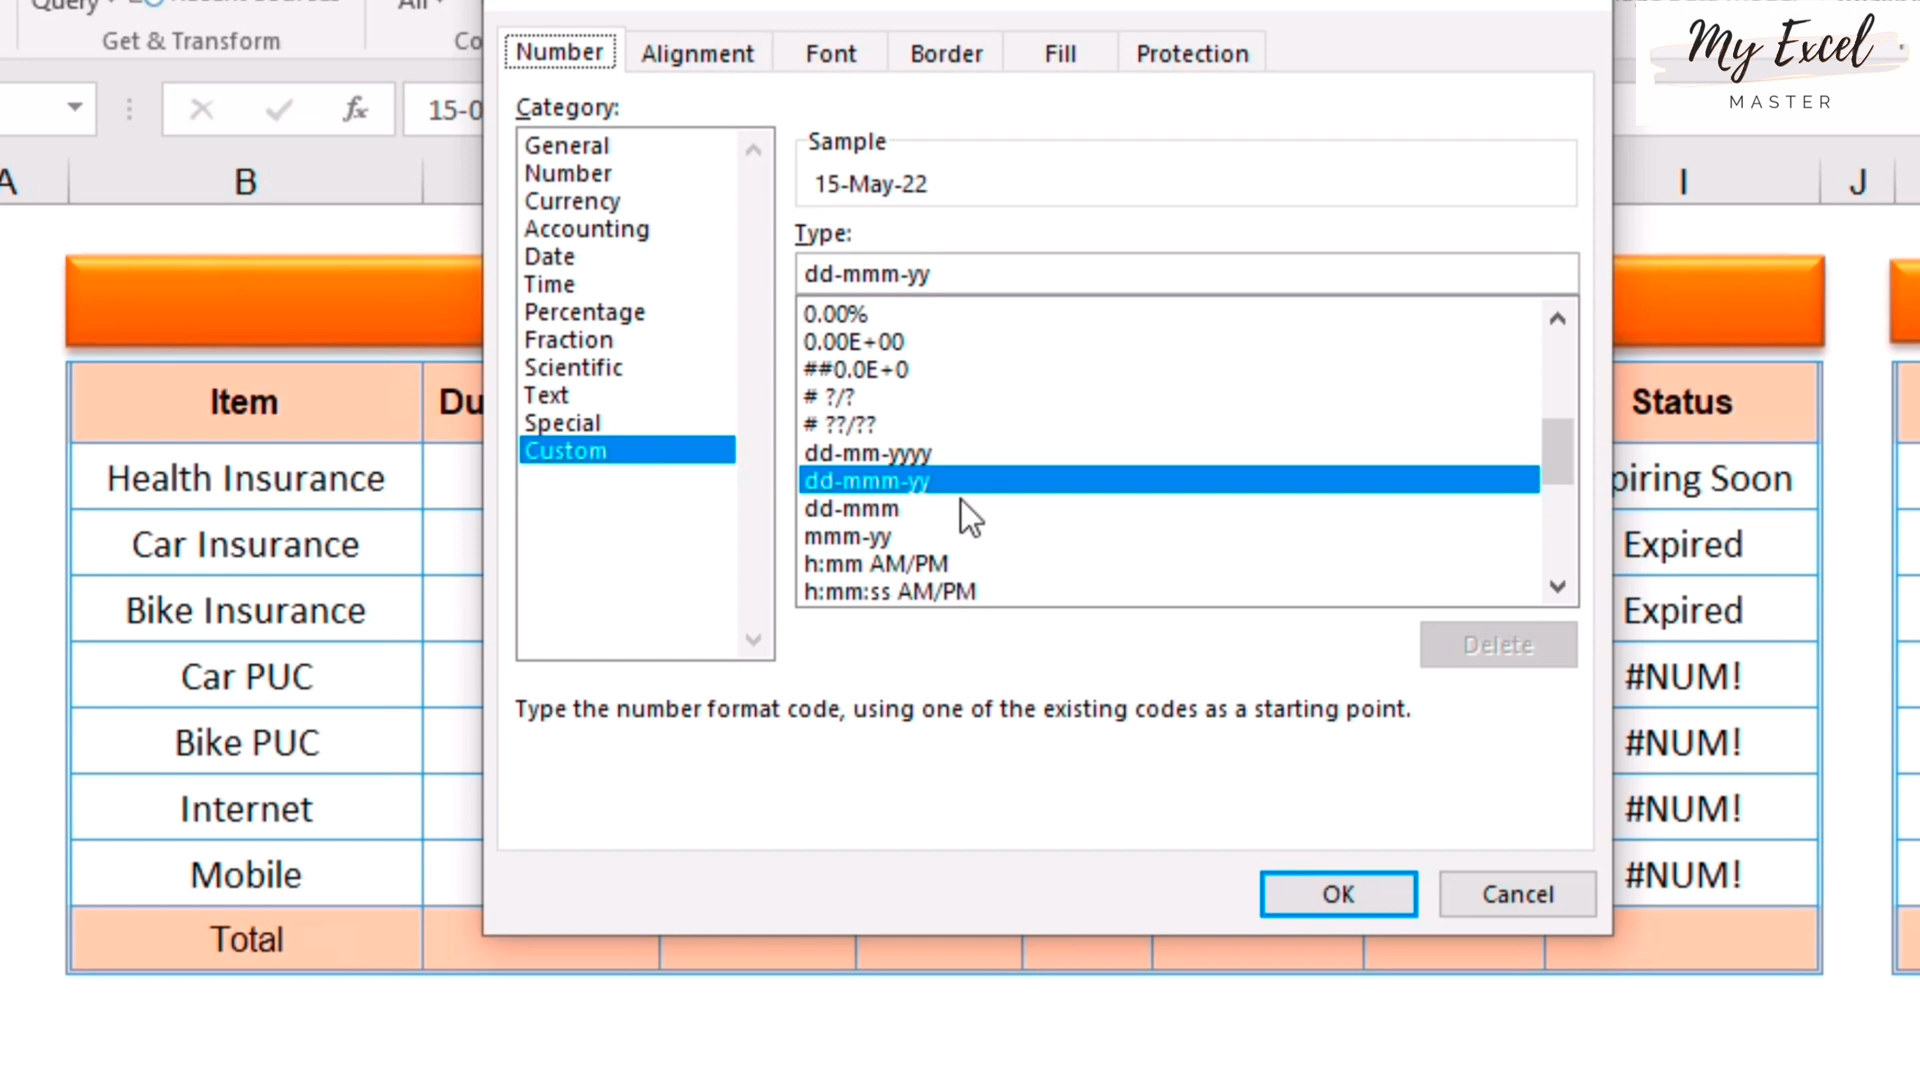 Query
All
Get & Transform
Co
My Excel
MASTER
Number
Alignment
Font
Border
Fill
Protection
fx
15-0
Category:
General
Number
Currency
Accounting
Date
Time
Percentage
Fraction
Scientific
Text
Special
Custom
Sample
15-May-22
Type:
dd-mmm-yy
0.00%
0.00E+00
##0.0E+0
# ?/?
# ??/??
dd-mm-yyyy
dd-mmm-yy
dd-mmm
mmm-yy
h:mm AM/PM
h:mm:ss AM/PM
Delete
Type the number format code, using one of the existing codes as a starting point.
OK
Cancel
A
B
I
J
Item
Du
Status
Health Insurance
piring Soon
Car Insurance
Expired
Bike Insurance
Expired
Car PUC
#NUM!
Bike PUC
#NUM!
Internet
#NUM!
Mobile
#NUM!
Total